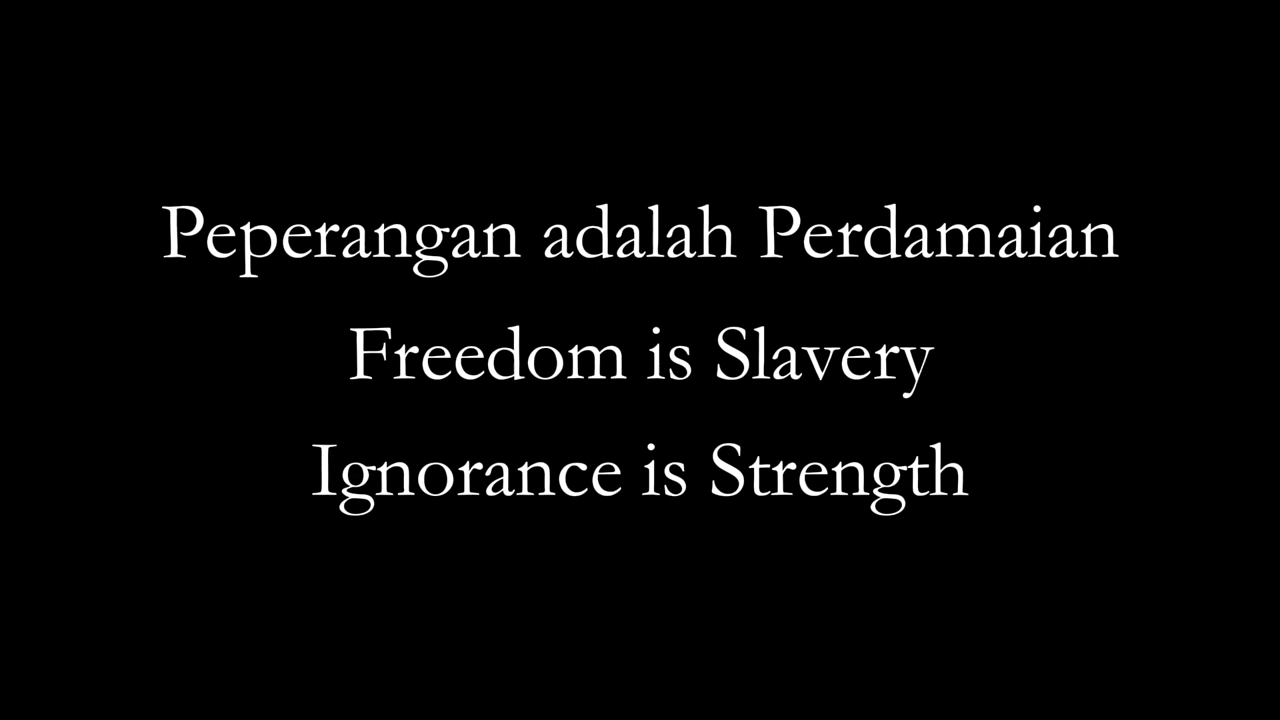 Peperangan adalah Perdamaian
Freedom is Slavery
Ignorance is Strength